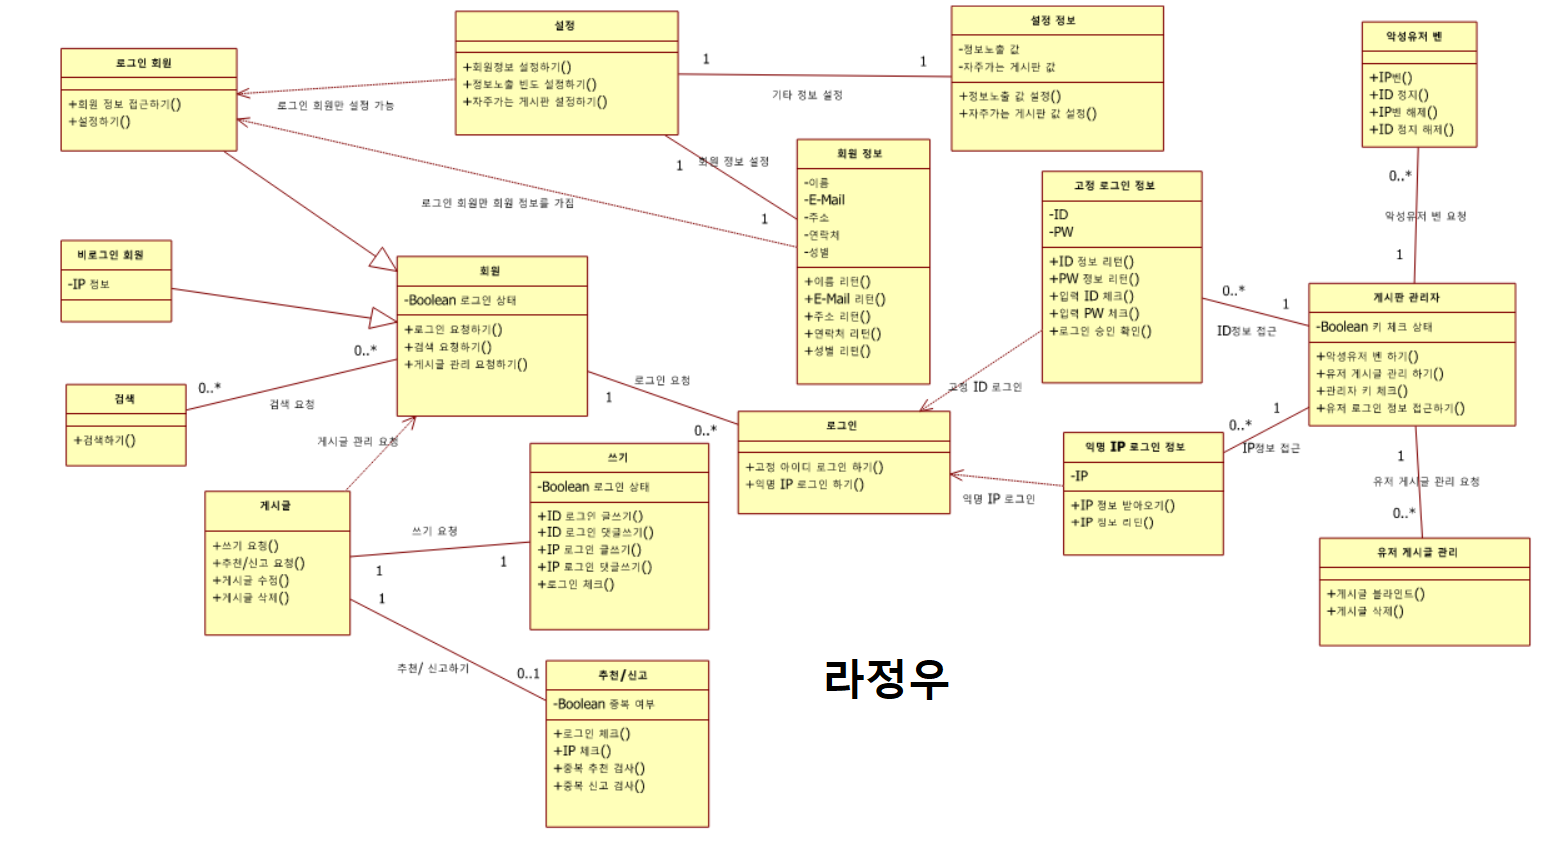 로그인 회원
+회원 정보 접근하기()
+설정하기()
설정
+회원정보 설정하기()
+정보노출 빈도 설정하기()
+자주가는 게시판 설정하기()
설정 정보
-정보노출 값
-자주가는 게시판 값
+정보노출 값 설정()
+자주가는 게시판 값 설정()
악성유저 벤
+IP벤()
+ID 정지()
+IP벤 해제()
+ID 정지 해제()
로그인 회원만 설정 가능
1
1
기타 정보 설정
1
회원 정보 설정
1
로그인 회원만 회원 정보를 가짐
회원 정보
-이름
-E-Mail
-주소
-연락처
-성별
+이름 리턴()
+E-Mail 리턴()
+주소 리턴()
+연락처 리턴()
+성별 리턴()
고정 로그인 정보
-ID
-PW
+ID 정보 리턴()
+PW 정보 리턴()
+입력 ID 체크()
+입력 PW 체크()
+로그인 승인 확인()
0..*
악성유저 벤 요청
1
비로그인 회원
-IP 정보
회원
-Boolean 로그인 상태
+로그인 요청하기()
+검색 요청하기()
+게시글 관리 요청하기()
0..*
1
ID정보 접근
게시판 관리자
-Boolean 키 체크 상태
+악성유저 벤 하기()
+유저 게시글 관리 하기()
+관리자 키 체크()
+유저 로그인 정보 접근하기()
0..*
0..*
검색 요청
검색
+검색하기()
로그인 요청
1
0..*
고정 ID 로그인
로그인
+고정 아이디 로그인 하기()
+익명 IP 로그인 하기()
1
0..*
IP정보 접근
익명 IP 로그인 정보
-IP
+IP 정보 받아오기()
+IP 정보 리턴()
익명 IP 로그인
게시글 관리 요청
게시글
+쓰기 요청()
+추천/신고 요청()
+게시글 수정()
+게시글 삭제()
쓰기 요청
1
1
쓰기
-Boolean 로그인 상태
+ID 로그인 글쓰기()
+ID 로그인 댓글쓰기()
+IP 로그인 글쓰기()
+IP 로그인 댓글쓰기()
+로그인 체크()
1
유저 게시글 관리 요청
0..*
유저 게시글 관리
+게시글 블라인드()
+게시글 삭제()
1
추천/ 신고하기
0..1
추천/신고
-Boolean 중복 여부
+로그인 체크()
+IP 체크()
+중복 추천 검사()
+중복 신고 검사()
라정우